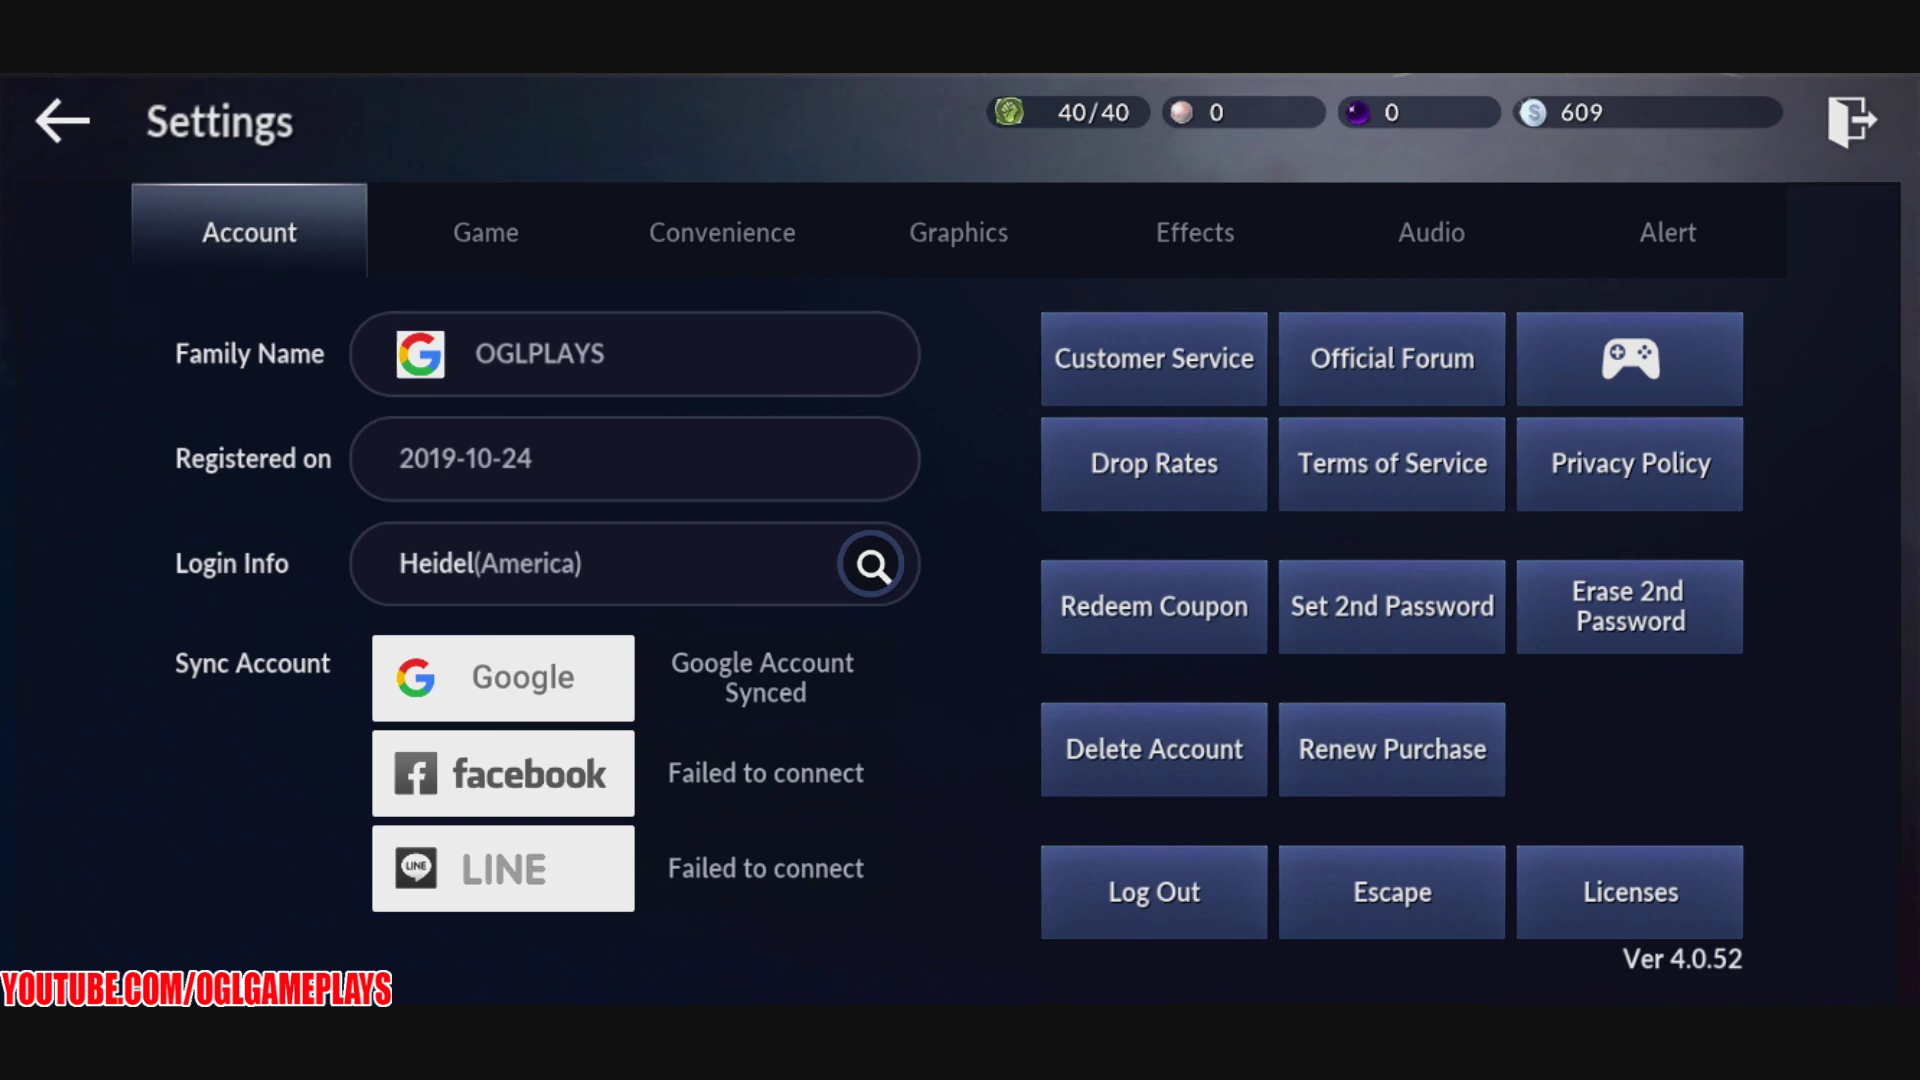 Settings
40/40
0
0
609
Account
Game
Convenience
Graphics
Effects
Audio
Alert
Family Name
OGLPLAYS
Registered on
2019-10-24
Login Info
Heidel(America)
Sync Account
Google
Google Account
Synced
facebook
Failed to connect
LINE
LINE
Failed to connect
Customer Service
Official Forum
Drop Rates
Terms of Service
Privacy Policy
Redeem Coupon
Set 2nd Password
Erase 2nd
Password
Delete Account
Renew Purchase
Log Out
Escape
Licenses
Ver 4.0.52
YOUTUBE.COM/OGLGAMEPLAYS